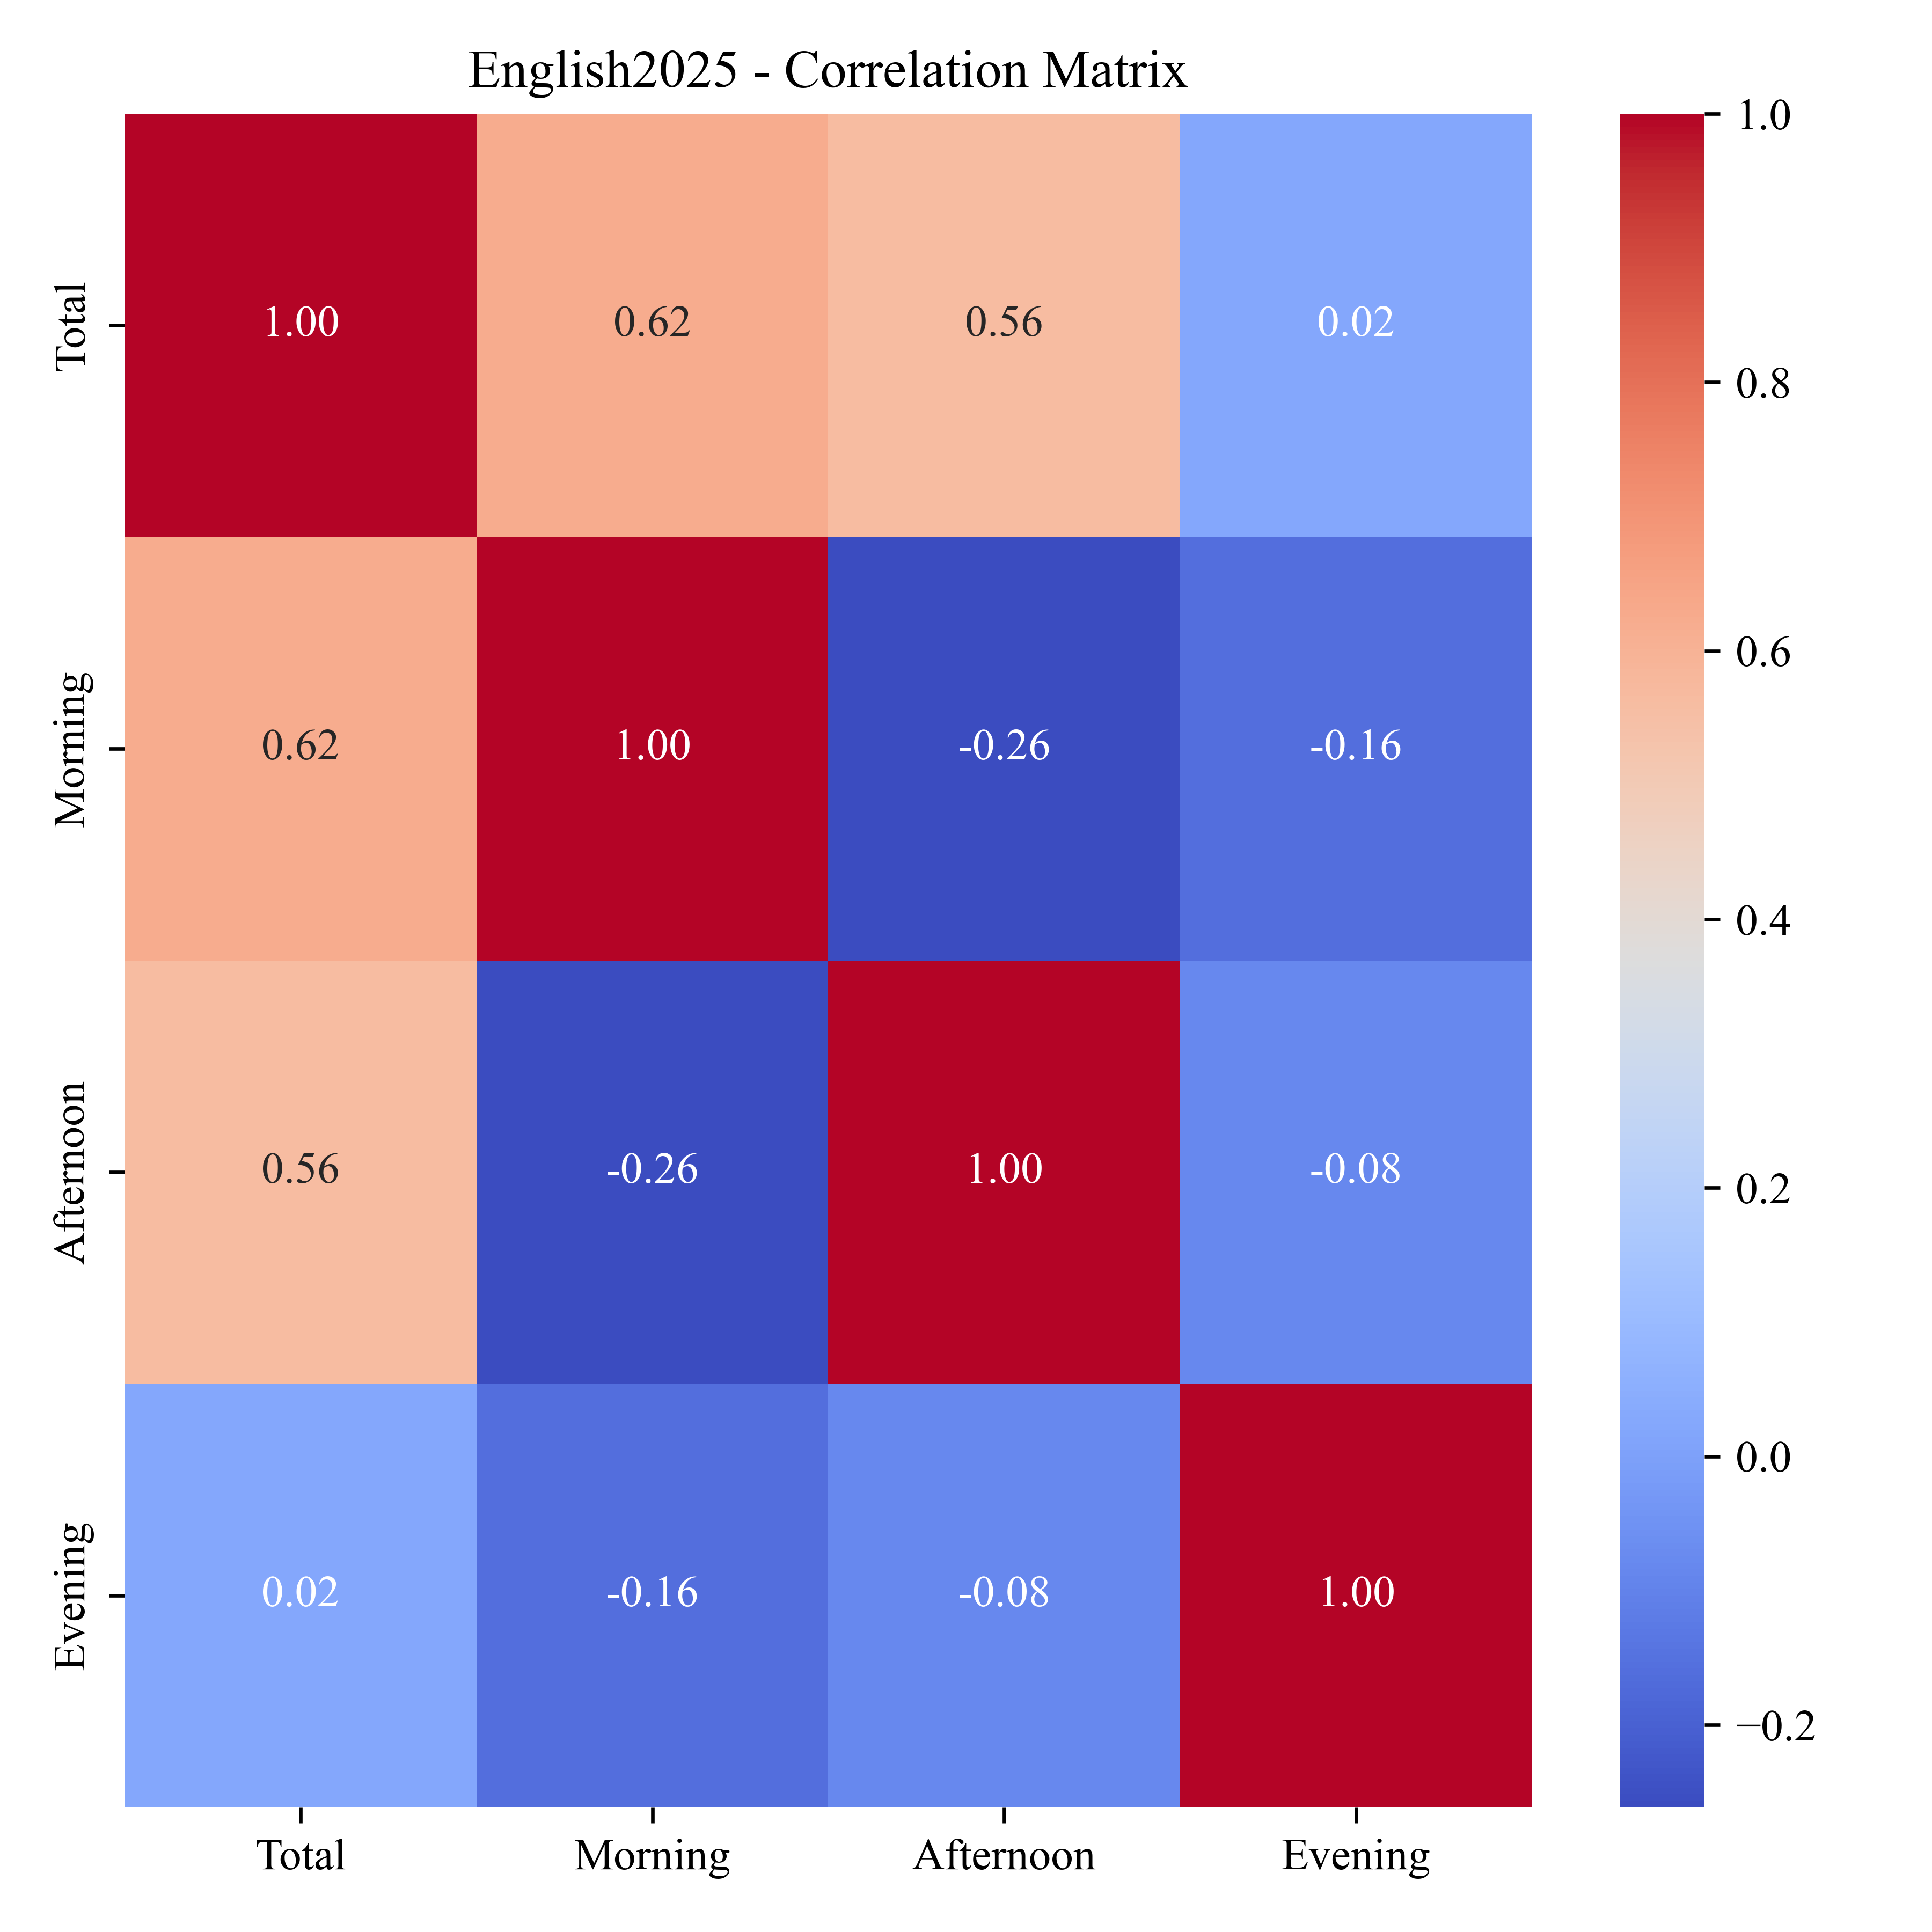 English2025 - Correlation Matrix
1.0
Total 1.00 0.62 0.56 0.02
0.8
0.6
Morning 0.62 1.00 -0.26 -0.16
0.4
Afternoon 0.56 -0.26 1.00 -0.08
0.2
0.0
Evening 0.02 -0.16 -0.08 1.00
−0.2
Total Morning Afternoon Evening